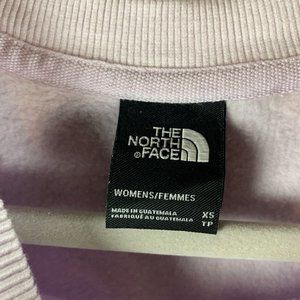 THE
NORTH
FACE
WOMENS/FEMMES
MADE IN GUATEMALA
FABRIQUÉ AU GUATEMALA
XS
TP